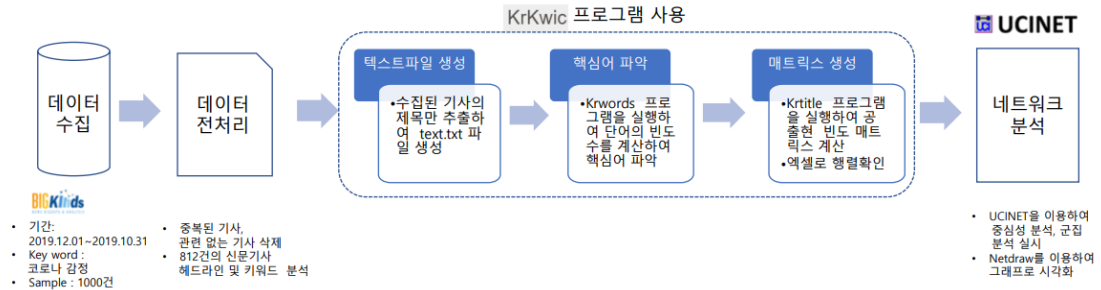 KrKwic 프로그램 사용
UCINET
데이터
수집
데이터
전처리
텍스트파일 생성
•수집된 기사의
제목만 추출하
여 text.txt 파
일 생성
핵심어 파악
•Krwords 프로
그램을 실행하
여 단어의 빈도
수를 계산하여
핵심어 파악
매트릭스 생성
•Krtitle 프로그램
을 실행하여 공
출현 빈도 매트
릭스 계산
•엑셀로 행렬확인
네트워크
분석
BIGKinds
• 기간:
2019.12.01~2019.10.31
• Key word :
코로나 감정
• Sample : 1000건
• 중복된 기사,
관련 없는 기사 삭제
• 812건의 신문기사
헤드라인 및 키워드 분석
• UCINET을 이용하여
중심성 분석, 군집
분석 실시
• Netdraw를 이용하여
그래프로 시각화